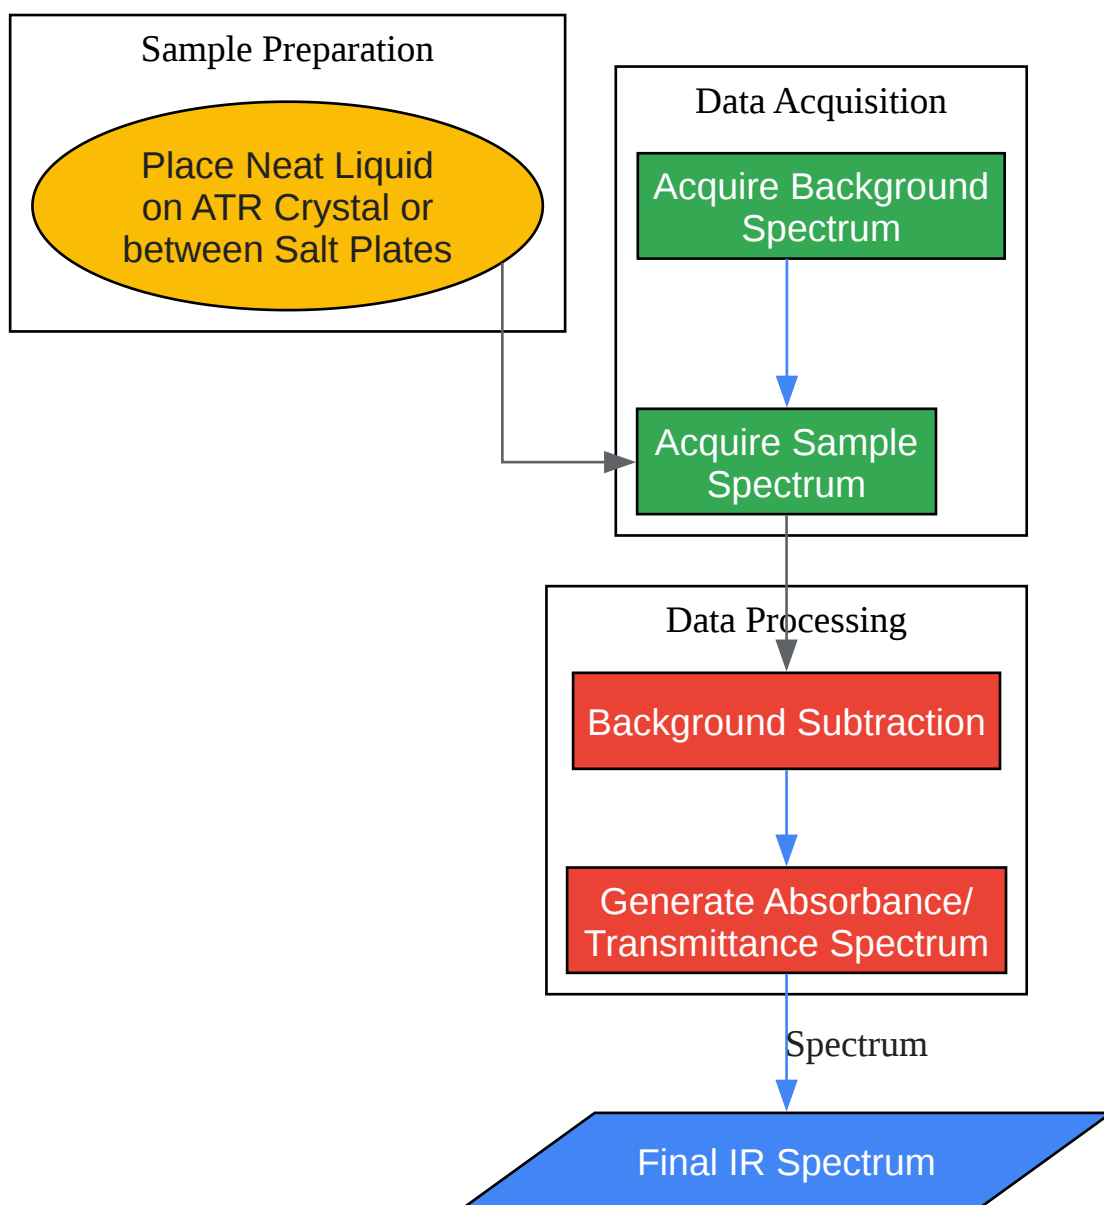 Sample Preparation
Place Neat Liquid
on ATR Crystal or
between Salt Plates
Data Acquisition
Acquire Background
Spectrum
Acquire Sample
Spectrum
Data Processing
Background Subtraction
Generate Absorbance/
Transmittance Spectrum
Spectrum
Final IR Spectrum